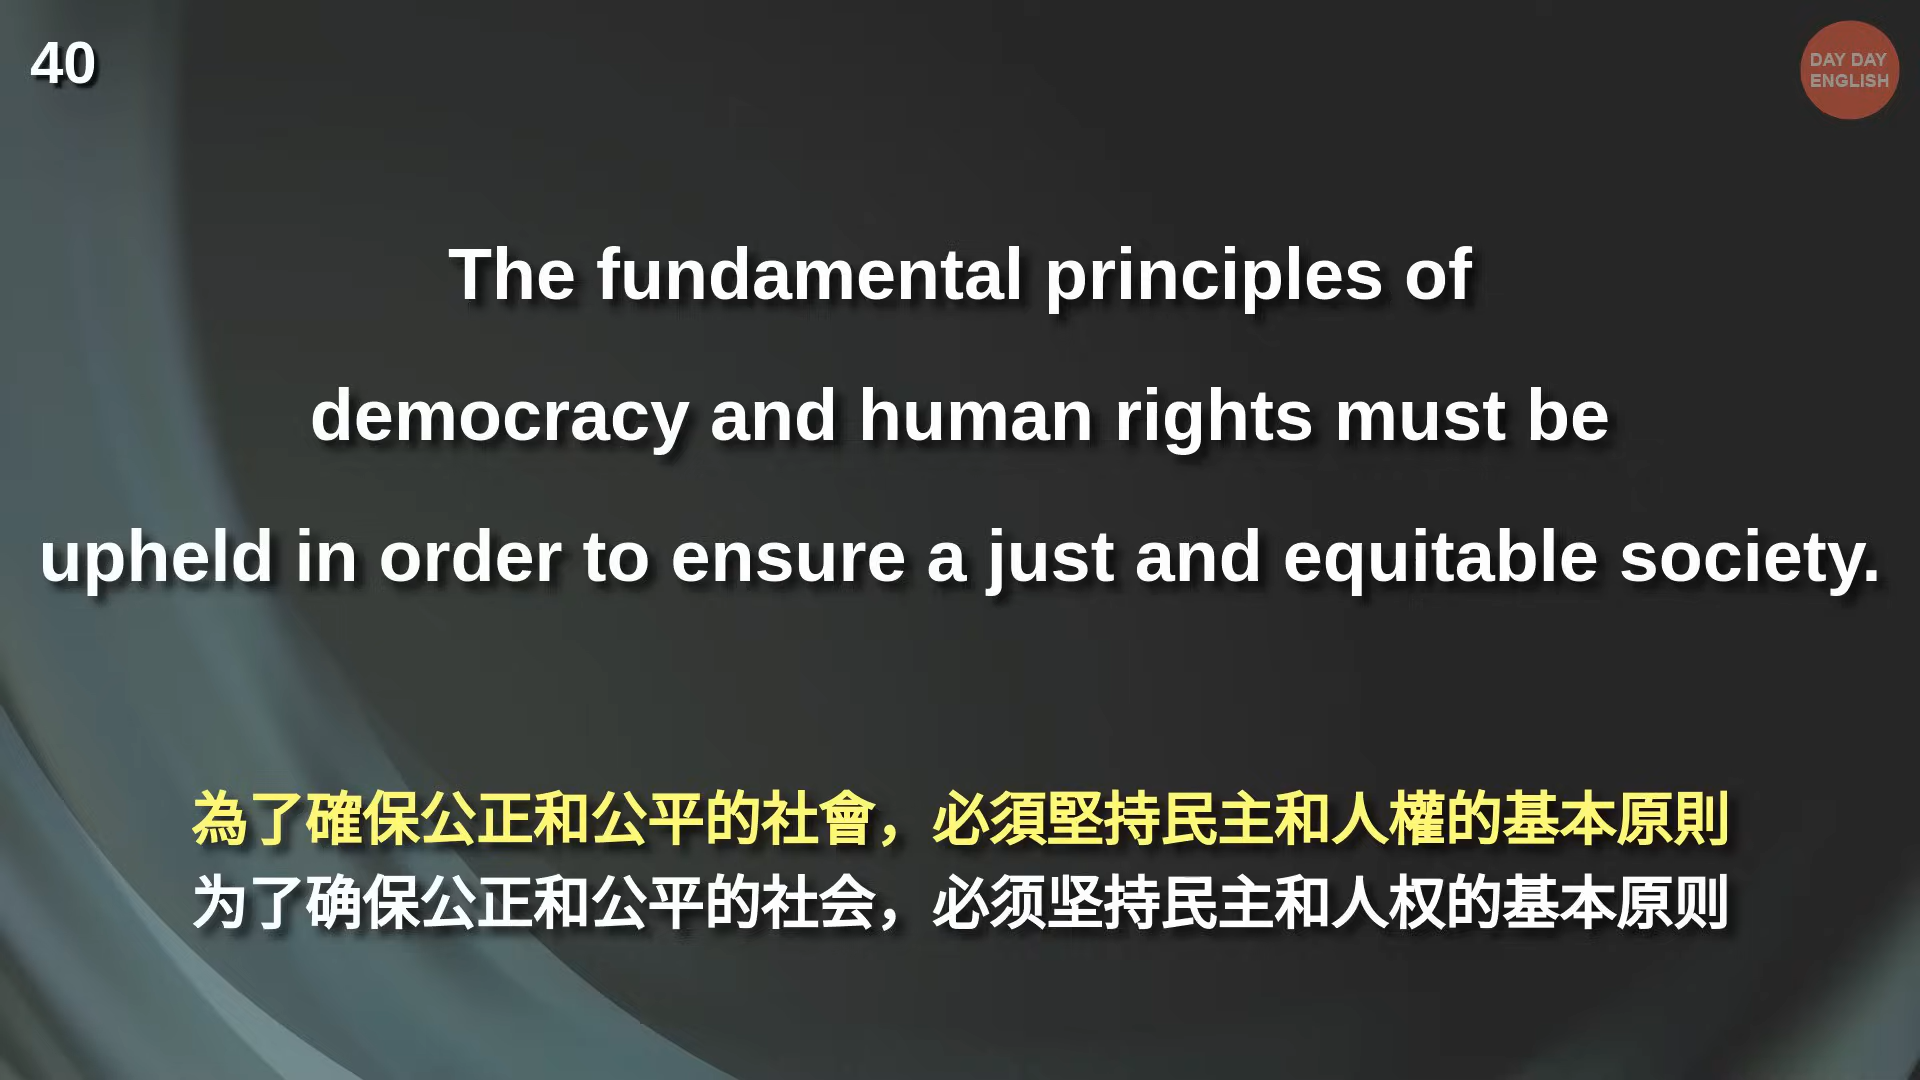 40
DAY DAY
ENGLISH
The fundamental principles of
democracy and human rights must be
upheld in order to ensure a just and equitable society.
為了確保公正和公平的社會，必須堅持民主和人權的基本原則
为了确保公正和公平的社会，必须坚持民主和人权的基本原则